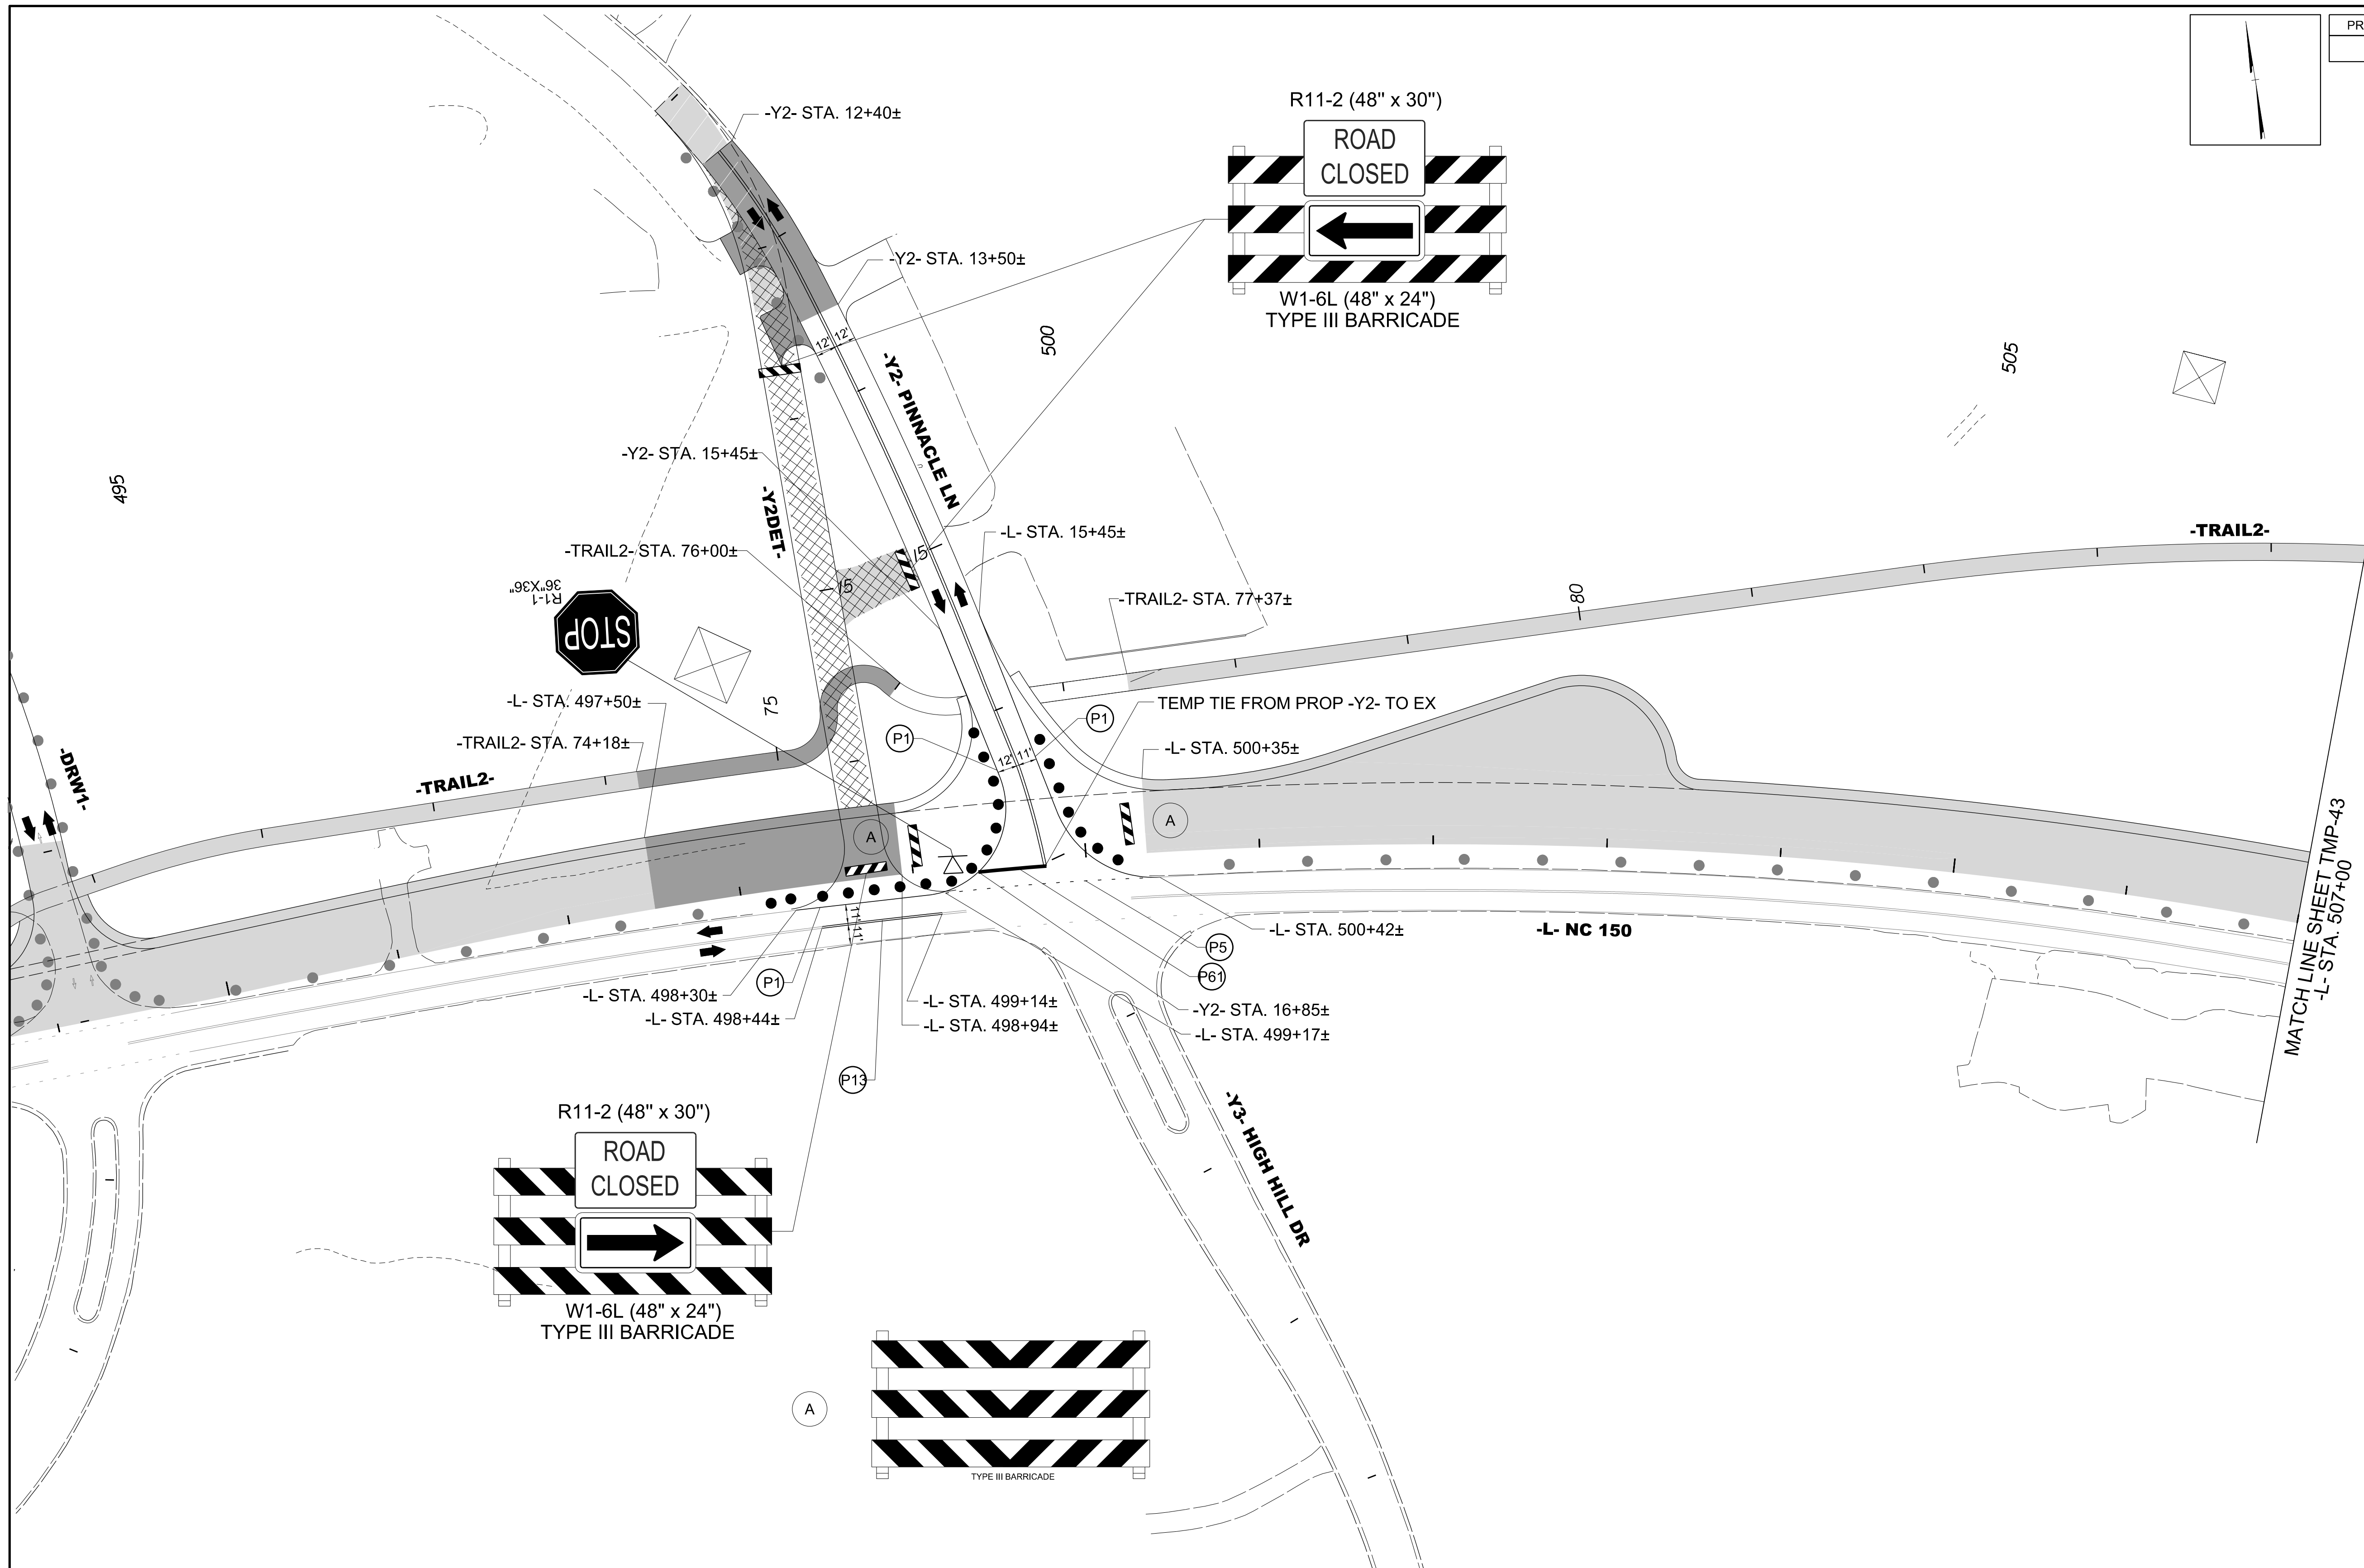 PR
R11-2 (48" x 30")
ROAD
CLOSED
W1-6L (48" x 24")
TYPE III BARRICADE
-Y2- STA. 12+40±
-Y2- STA. 13+50±
12' 12'
500
505
495
-Y2- PINNACLE LN
-Y2- STA. 15+45±
-Y2DET-
-L- STA. 15+45±
-TRAIL2-
-TRAIL2- STA. 76+00±
15
15
R1-1
36"X36"
STOP
-TRAIL2- STA. 77+37±
80
75
-L- STA. 497+50±
TEMP TIE FROM PROP -Y2- TO EX
P1
P1
-TRAIL2- STA. 74+18±
-L- STA. 500+35±
12' 11'
-DRW1-
-TRAIL2-
A
A
MATCH LINE SHEET TMP-43
-L- STA. 507+00
11' 11'
-L- STA. 500+42±
-L- NC 150
P5
P61
P1
-L- STA. 498+30±
-L- STA. 498+44±
-L- STA. 499+14±
-L- STA. 498+94±
-Y2- STA. 16+85±
-L- STA. 499+17±
P13
-Y3- HIGH HILL DR
R11-2 (48" x 30")
ROAD
CLOSED
W1-6L (48" x 24")
TYPE III BARRICADE
A
TYPE III BARRICADE